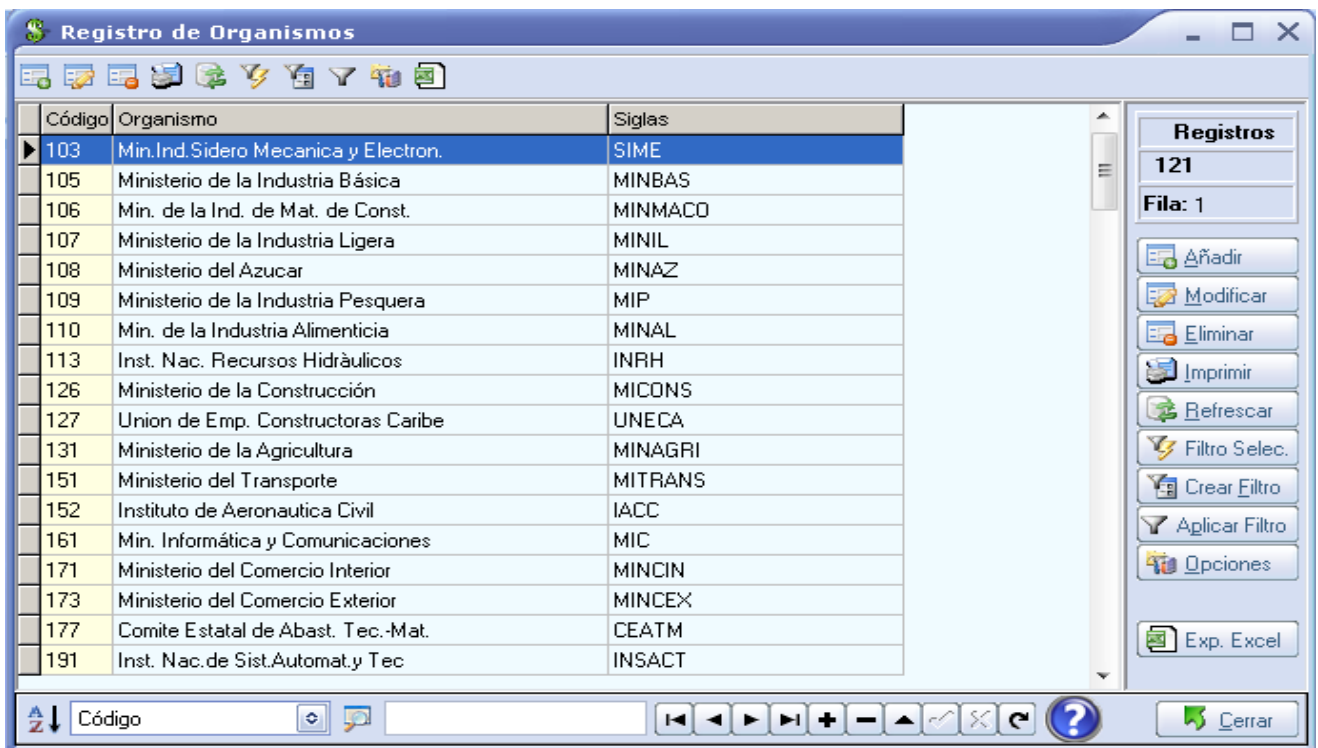 Registro de Organismos
Código Organismo Siglas
103 Min.Ind.Sidero Mecanica y Electron. SIME
105 Ministerio de la Industria Básica MINBAS
106 Min. de la Ind. de Mat. de Const. MINMACO
107 Ministerio de la Industria Ligera MINIL
108 Ministerio del Azucar MINAZ
109 Ministerio de la Industria Pesquera MIP
110 Min. de la Industria Alimenticia MINAL
113 Inst. Nac. Recursos Hidràulicos INRH
126 Ministerio de la Construcción MICONS
127 Union de Emp. Constructoras Caribe UNECA
131 Ministerio de la Agricultura MINAGRI
151 Ministerio del Transporte MITRANS
152 Instituto de Aeronautica Civil IACC
161 Min. Informática y Comunicaciones MIC
171 Ministerio del Comercio Interior MINCIN
173 Ministerio del Comercio Exterior MINCEX
177 Comite Estatal de Abast. Tec.-Mat. CEATM
191 Inst. Nac.de Sist.Automat.y Tec INSACT
Registros
121
Fila: 1
Añadir
Modificar
Eliminar
Imprimir
Refrescar
Filtro Selec.
Crear Filtro
Aplicar Filtro
Opciones
Exp. Excel
Código
Cerrar